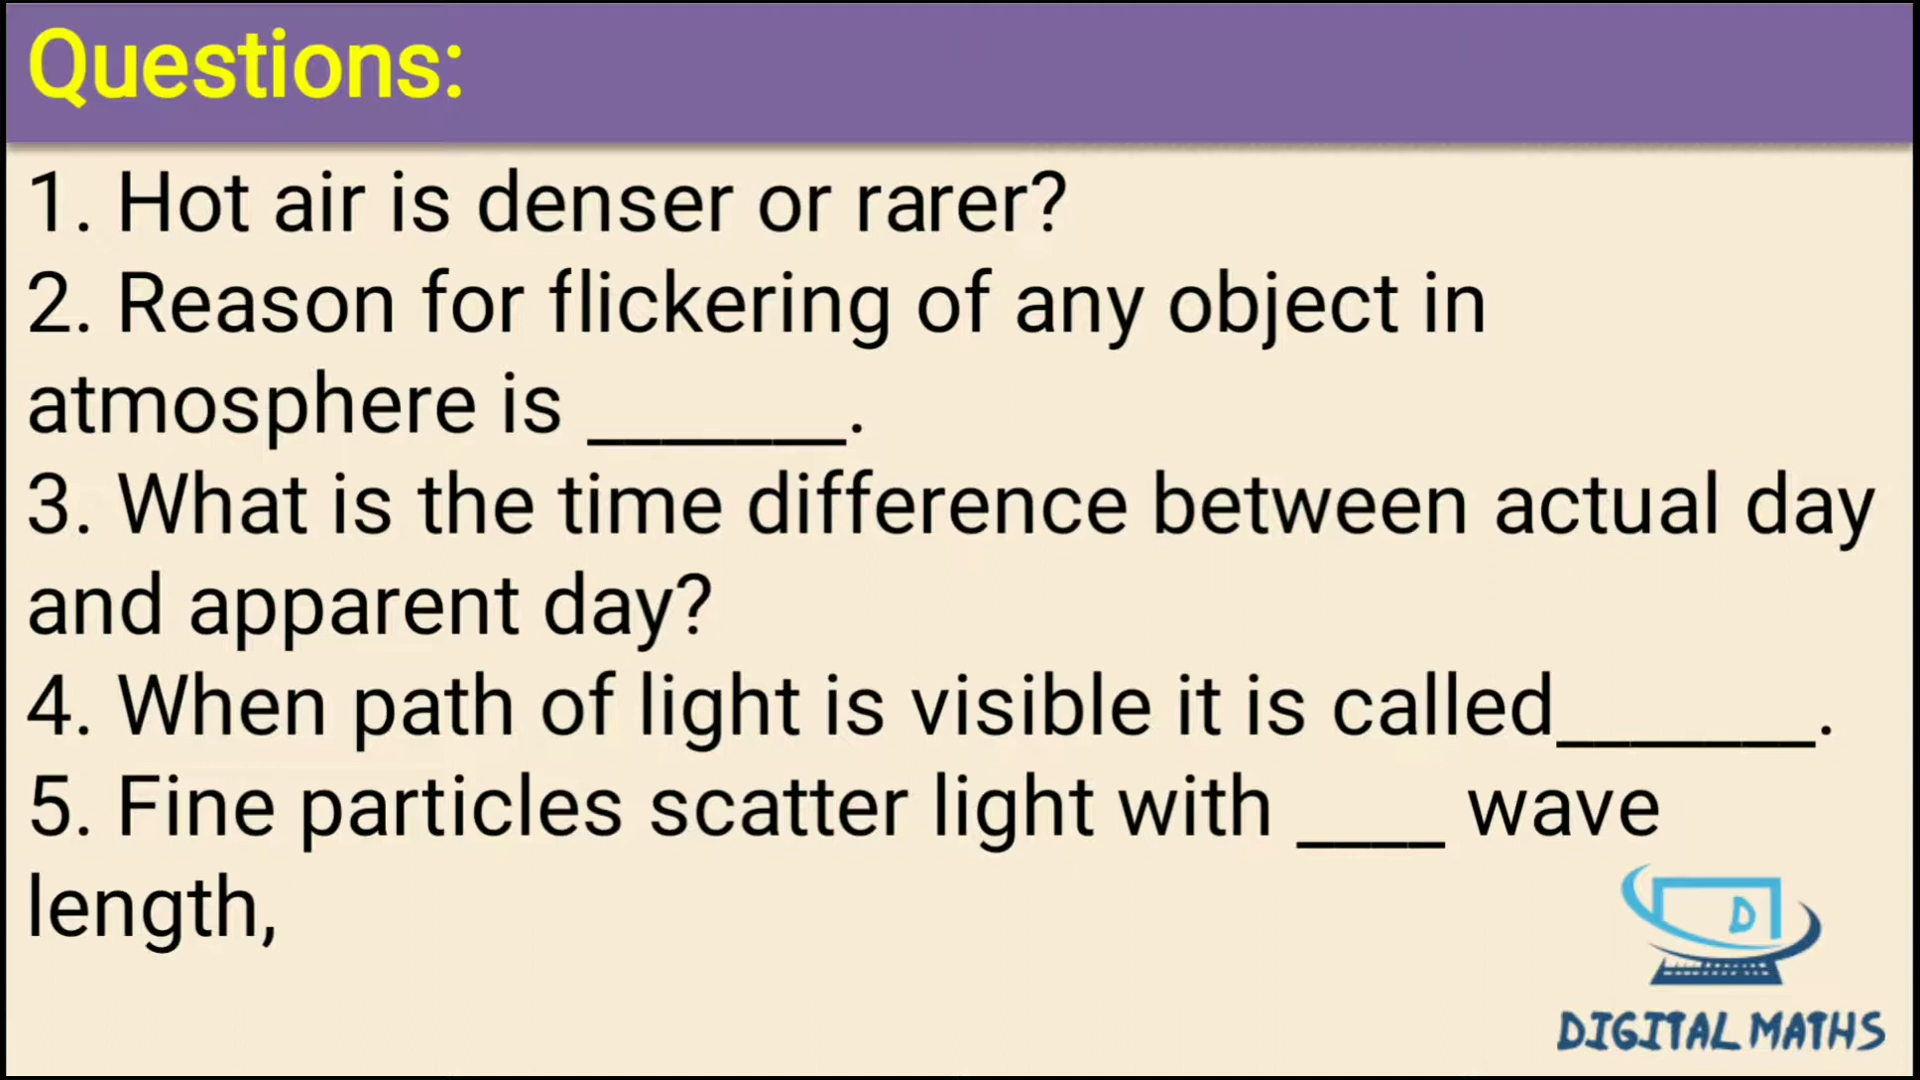 Questions:
1. Hot air is denser or rarer?
2. Reason for flickering of any object in
atmosphere is _______.
3. What is the time difference between actual day
and apparent day?
4. When path of light is visible it is called_______.
5. Fine particles scatter light with ____ wave
length,
D
DIGITAL MATHS